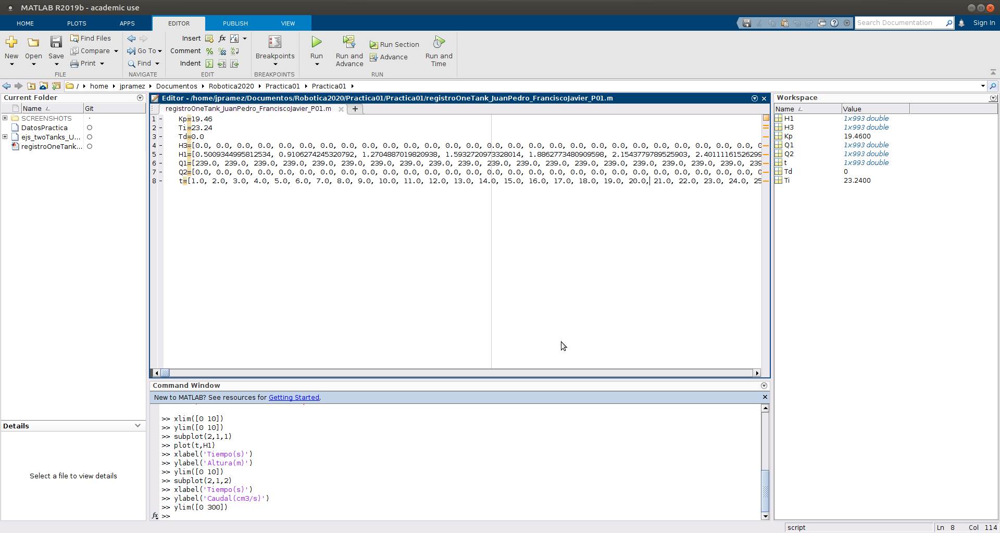 MATLAB R2019b - academic use
HOME PLOTS APPS EDITOR PUBLISH VIEW
Search Documentation
Sign In
New
Open
Save
Find Files
Compare
Print
FILE
Go To
Find
NAVIGATE
Insert
fx
Comment
Indent
EDIT
Breakpoints
BREAKPOINTS
Run
Run and Advance
Run Section
Advance
Run and Time
RUN
/ home jpramez Documentos Robotica2020 Practica01 Practica01
Current Folder
Name Git
SCREENSHOTS
DatosPractica
ejs_twoTanks_U...
registroOneTank...
Details
Select a file to view details
Editor - /home/jpramez/Documentos/Robotica2020/Practica01/Practica01/registroOneTank_JuanPedro_FranciscoJavier_P01.m
registroOneTank_JuanPedro_FranciscoJavier_P01.m
1 - Kp=19.46
2 - Ti=23.24
3 - Td=0.0
4 - H3=[0.0, 0.0, 0.0, 0.0, 0.0, 0.0, 0.0, 0.0, 0.0, 0.0, 0.0, 0.0, 0.0, 0.0, 0.0, 0.0, 0.0, 0.0, 0.0, 0.0, 0.0, 0.0, 0.0, 0.0, 0.0, 0.0, 0.0, 0
5 - H1=[0.5009344995812534, 0.9106274245320792, 1.2704887019820938, 1.5932720973328014, 1.8862773480909598, 2.1543779789525903, 2.40111161526299
6 - Q1=[239.0, 239.0, 239.0, 239.0, 239.0, 239.0, 239.0, 239.0, 239.0, 239.0, 239.0, 239.0, 239.0, 239.0, 239.0, 239.0, 239.0, 239.0, 239.0, 239
7 - Q2=[0.0, 0.0, 0.0, 0.0, 0.0, 0.0, 0.0, 0.0, 0.0, 0.0, 0.0, 0.0, 0.0, 0.0, 0.0, 0.0, 0.0, 0.0, 0.0, 0.0, 0.0, 0.0, 0.0, 0.0, 0.0, 0.0, 0.0, 0
8 - t=[1.0, 2.0, 3.0, 4.0, 5.0, 6.0, 7.0, 8.0, 9.0, 10.0, 11.0, 12.0, 13.0, 14.0, 15.0, 16.0, 17.0, 18.0, 19.0, 20.0, 21.0, 22.0, 23.0, 24.0, 25
Command Window
New to MATLAB? See resources for Getting Started.
>> xlim([0 10])
>> ylim([0 10])
>> subplot(2,1,1)
>> plot(t,H1)
>> xlabel('Tiempo(s)')
>> ylabel('Altura(m)')
>> ylim([0 10])
>> subplot(2,1,2)
>> xlabel('Tiempo(s)')
>> ylabel('Caudal(cm3/s)')
>> ylim([0 300])
fx >>
Workspace
Name Value
H1 1x993 double
H3 1x993 double
Kp 19.4600
Q1 1x993 double
Q2 1x993 double
t 1x993 double
Td 0
Ti 23.2400
script
Ln 8 Col 114